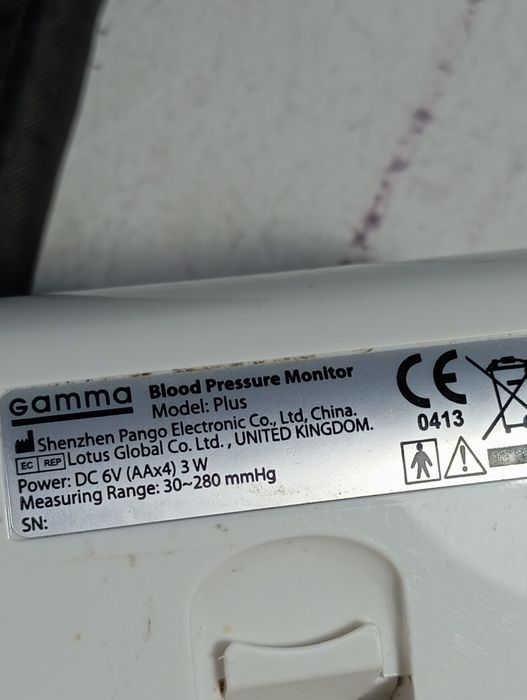 Gamma Blood Pressure Monitor
Model: Plus
Shenzhen Pango Electronic Co., Ltd, China.
EC REP Lotus Global Co. Ltd. , UNITED KINGDOM.
Power: DC 6V (AAx4) 3 W
Measuring Range: 30~280 mmHg
SN:
CE
0413